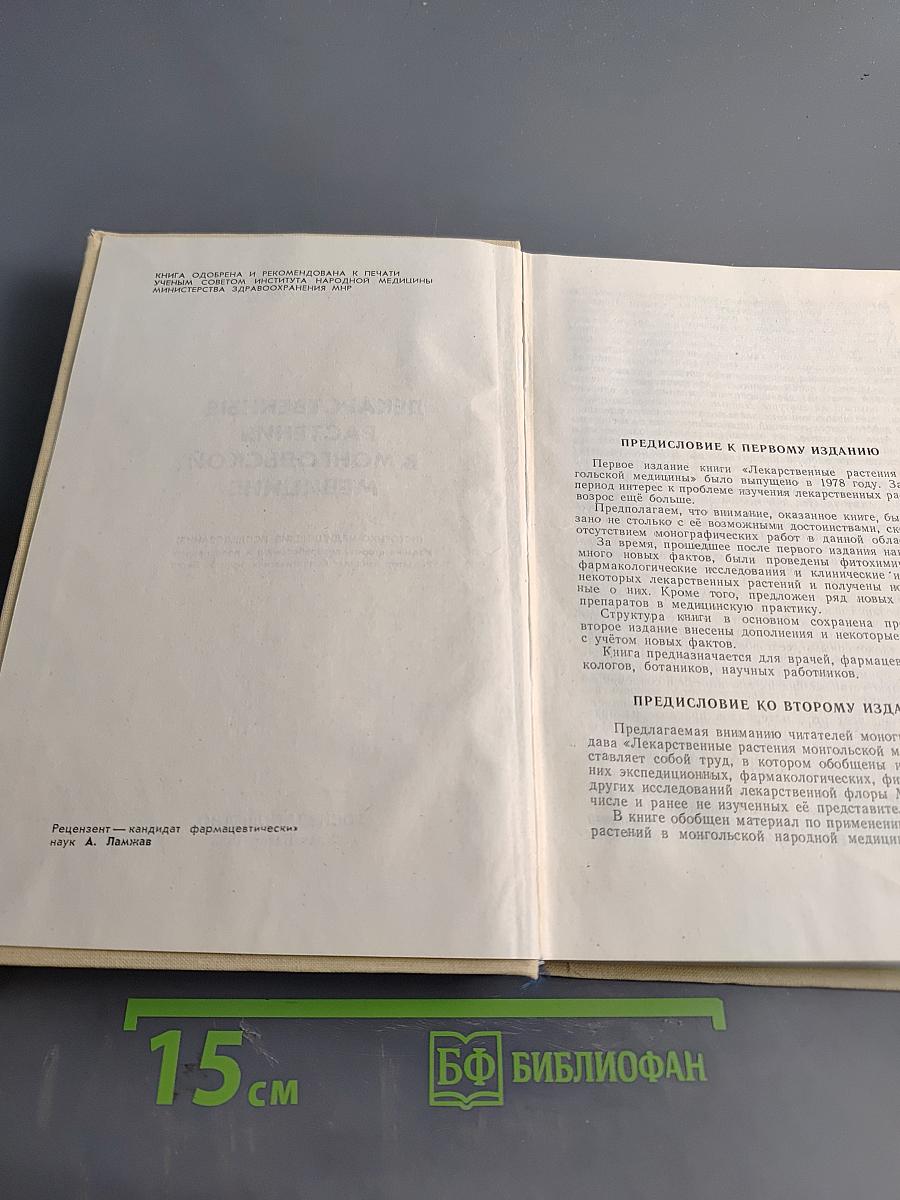 КНИГА ОДОБРЕНА И РЕКОМЕНДОВАНА К ПЕЧАТИ
УЧЕНЫМ СОВЕТОМ ИНСТИТУТА НАРОДНОЙ МЕДИЦИНЫ
МИНИСТЕРСТВА ЗДРАВООХРАНЕНИЯ МНР
Рецензент — кандидат фармацевтически
наук А. Ламжав
ПРЕДИСЛОВИЕ К ПЕРВОМУ ИЗДАНИЮ
Первое издание книги «Лекарственные растения
гольской медицины» было выпущено в 1978 году. За
период интерес к проблеме изучения лекарственных ра
возрос ещё больше.
Предполагаем, что внимание, оказанное книге, бы
зано не столько с её возможными достоинствами, ск
отсутствием монографических работ в данной облас
За время, прошедшее после первого издания нак
много новых фактов, были проведены фитохимич
фармакологические исследования и клинические и
некоторых лекарственных растений и получены но
ные о них. Кроме того, предложен ряд новых
препаратов в медицинскую практику.
Структура книги в основном сохранена пре
второе издание внесены дополнения и некоторые
с учётом новых фактов.
Книга предназначается для врачей, фармацев
кологов, ботаников, научных работников.
ПРЕДИСЛОВИЕ КО ВТОРОМУ ИЗДА
Предлагаемая вниманию читателей моног
дава «Лекарственные растения монгольской м
ставляет собой труд, в котором обобщены и
них экспедиционных, фармакологических, фи
других исследований лекарственной флоры М
числе и ранее не изученных её представител
В книге обобщен материал по применени
растений в монгольской народной медицин
15 см
БФ БИБЛИОФАН